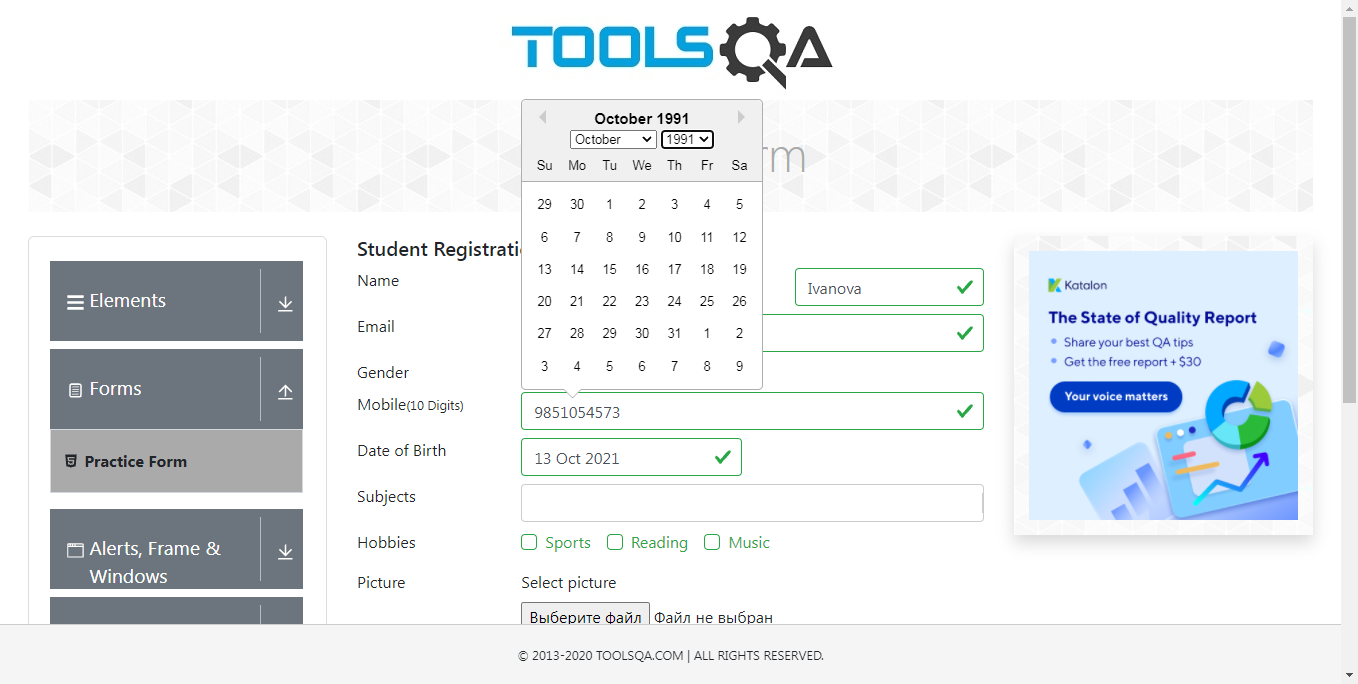 TOOLSQA
October 1991
October 1991
Su Mo Tu We Th Fr Sa
29 30 1 2 3 4 5
6 7 8 9 10 11 12
13 14 15 16 17 18 19
20 21 22 23 24 25 26
27 28 29 30 31 1 2
3 4 5 6 7 8 9
Elements
Forms
Practice Form
Alerts, Frame &
Windows
Student Registrati
Name
Ivanova
Email
Gender
Mobile(10 Digits)
9851054573
Date of Birth
13 Oct 2021
Subjects
Hobbies
Sports Reading Music
Picture
Select picture
Выберите файл Файл не выбран
Katalon
The State of Quality Report
• Share your best QA tips
• Get the free report + $30
Your voice matters
© 2013-2020 TOOLSQA.COM | ALL RIGHTS RESERVED.